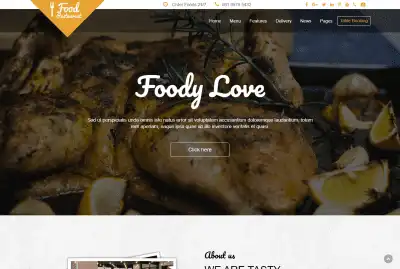 Food
Restaurant
Order Foods 24/7
Home Menu Features Delivery News Pages
Foody Love
Sed ut perspiciatis unde omnis iste natus error sit voluptatem accusantium doloremque laudantium, totam
rem aperiam, eaque ipsa quae ab illo inventore veritatis et quasi.
Click here
About us
WE ARE TASTY